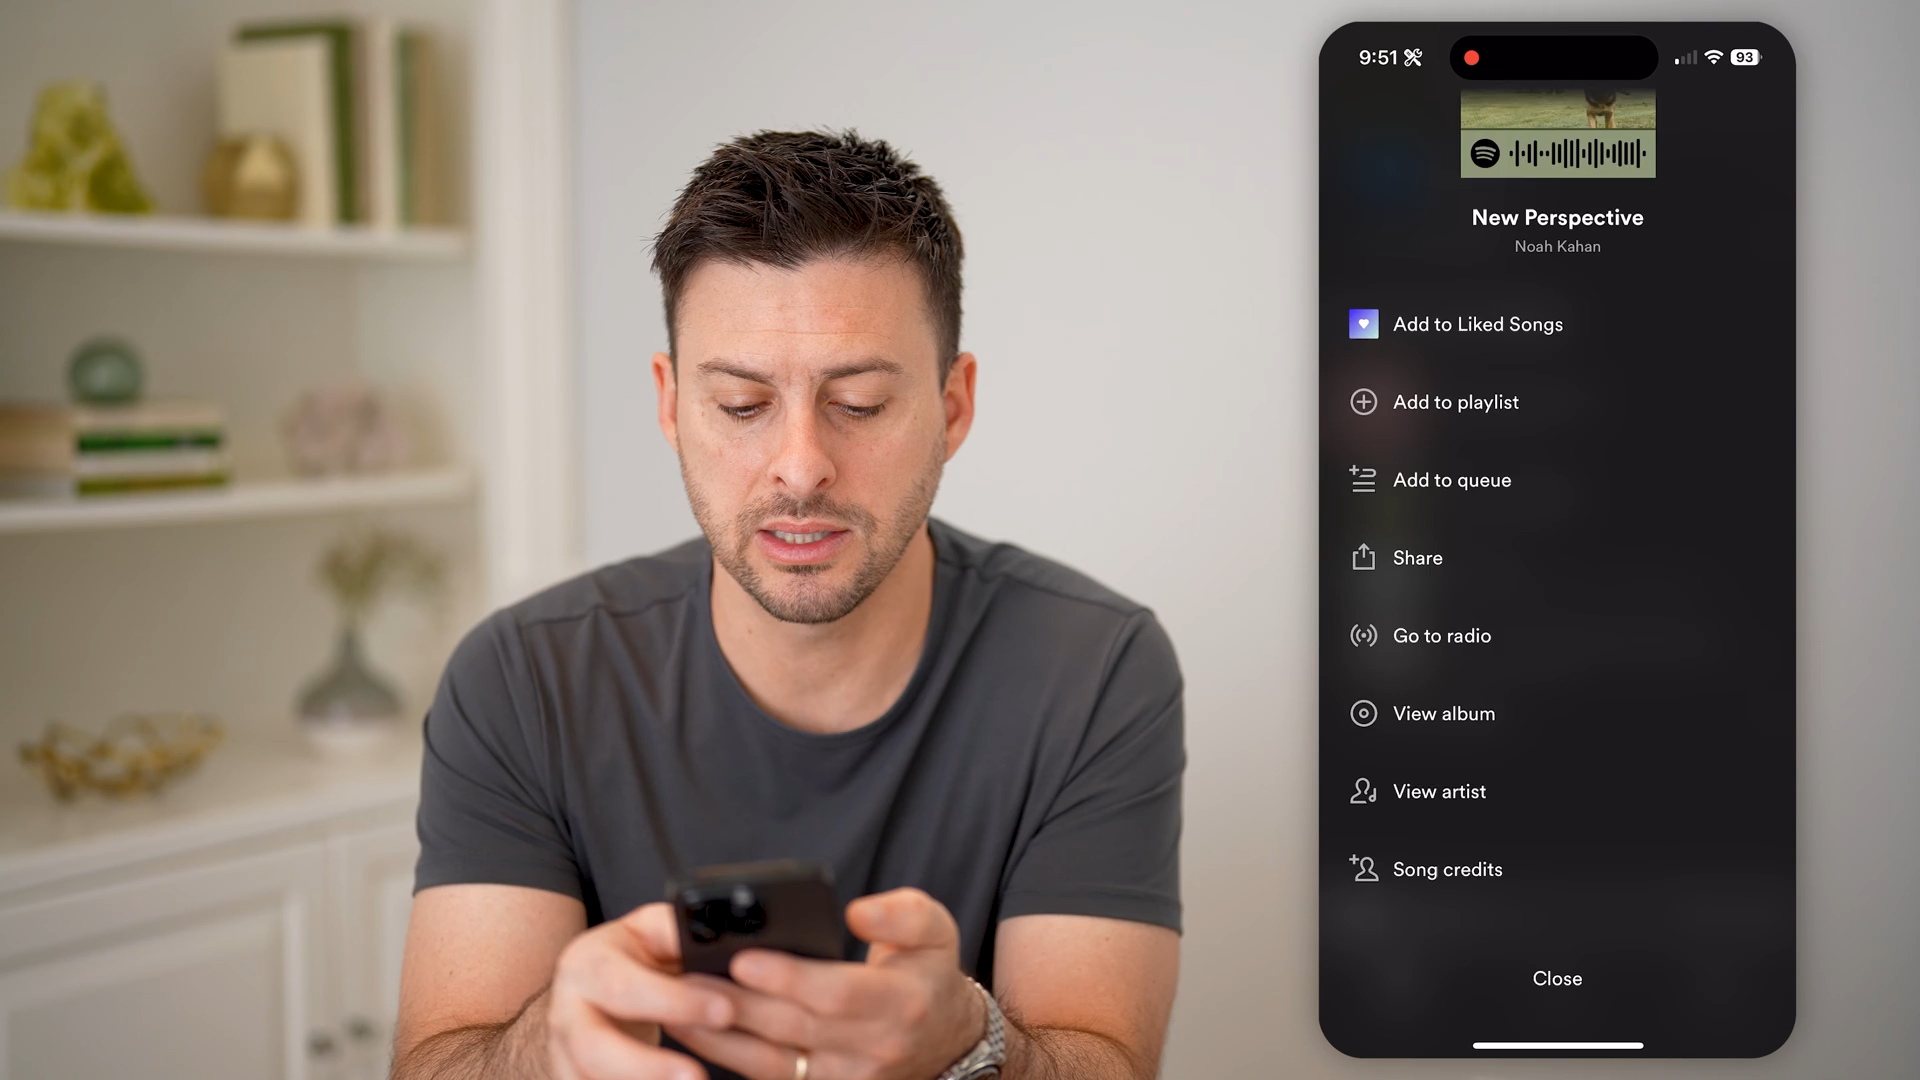 9:51
93
New Perspective
Noah Kahan
Add to Liked Songs
Add to playlist
Add to queue
Share
Go to radio
View album
View artist
Song credits
Close